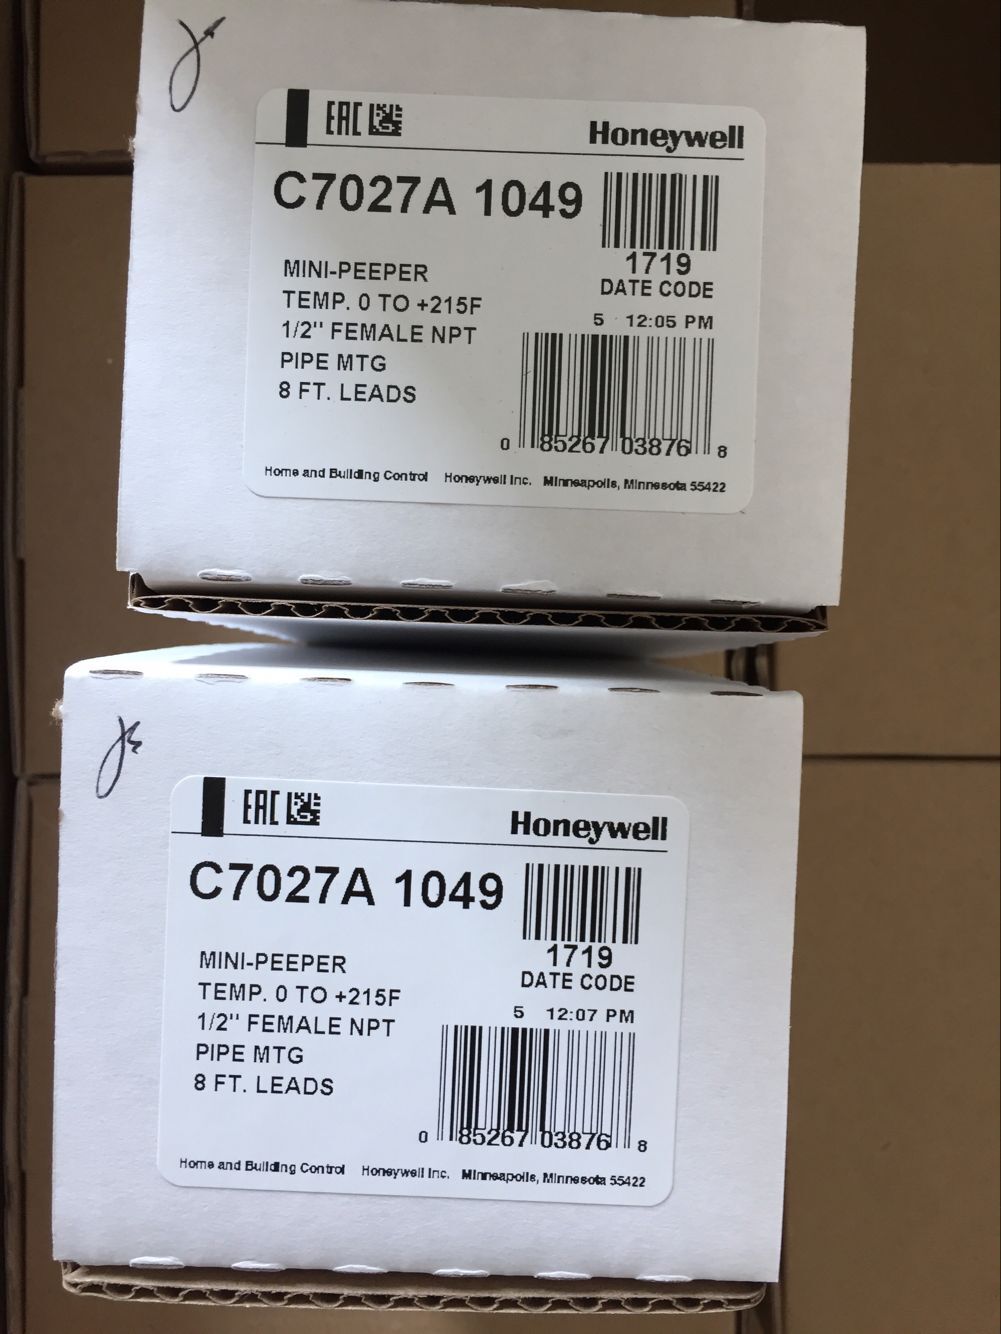 EAC
Honeywell
C7027A 1049
1719
DATE CODE
5 12:05 PM
MINI-PEEPER
TEMP. 0 TO +215F
1/2" FEMALE NPT
PIPE MTG
8 FT. LEADS
0 85267 03876 8
Home and Building Control Honeywell Inc. Minneapolis, Minnesota 55422
EAC
Honeywell
C7027A 1049
1719
DATE CODE
5 12:07 PM
MINI-PEEPER
TEMP. 0 TO +215F
1/2" FEMALE NPT
PIPE MTG
8 FT. LEADS
0 85267 03876 8
Home and Building Control Honeywell Inc. Minneapolis, Minnesota 55422